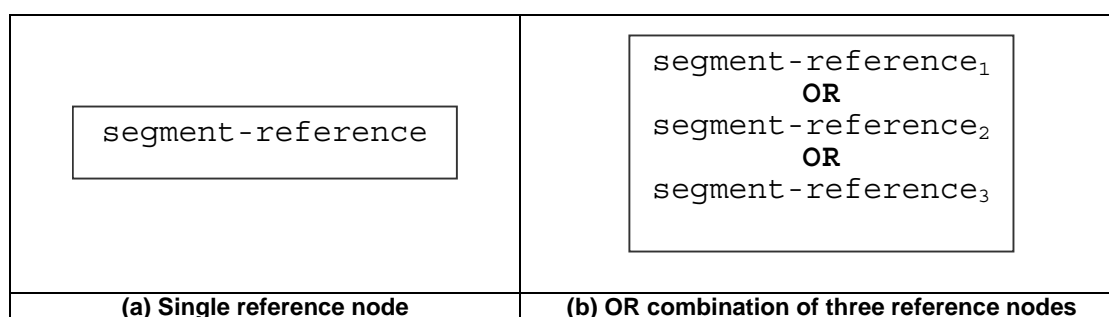 segment-reference
(a) Single reference node
segment-reference₁
OR
segment-reference₂
OR
segment-reference₃
(b) OR combination of three reference nodes